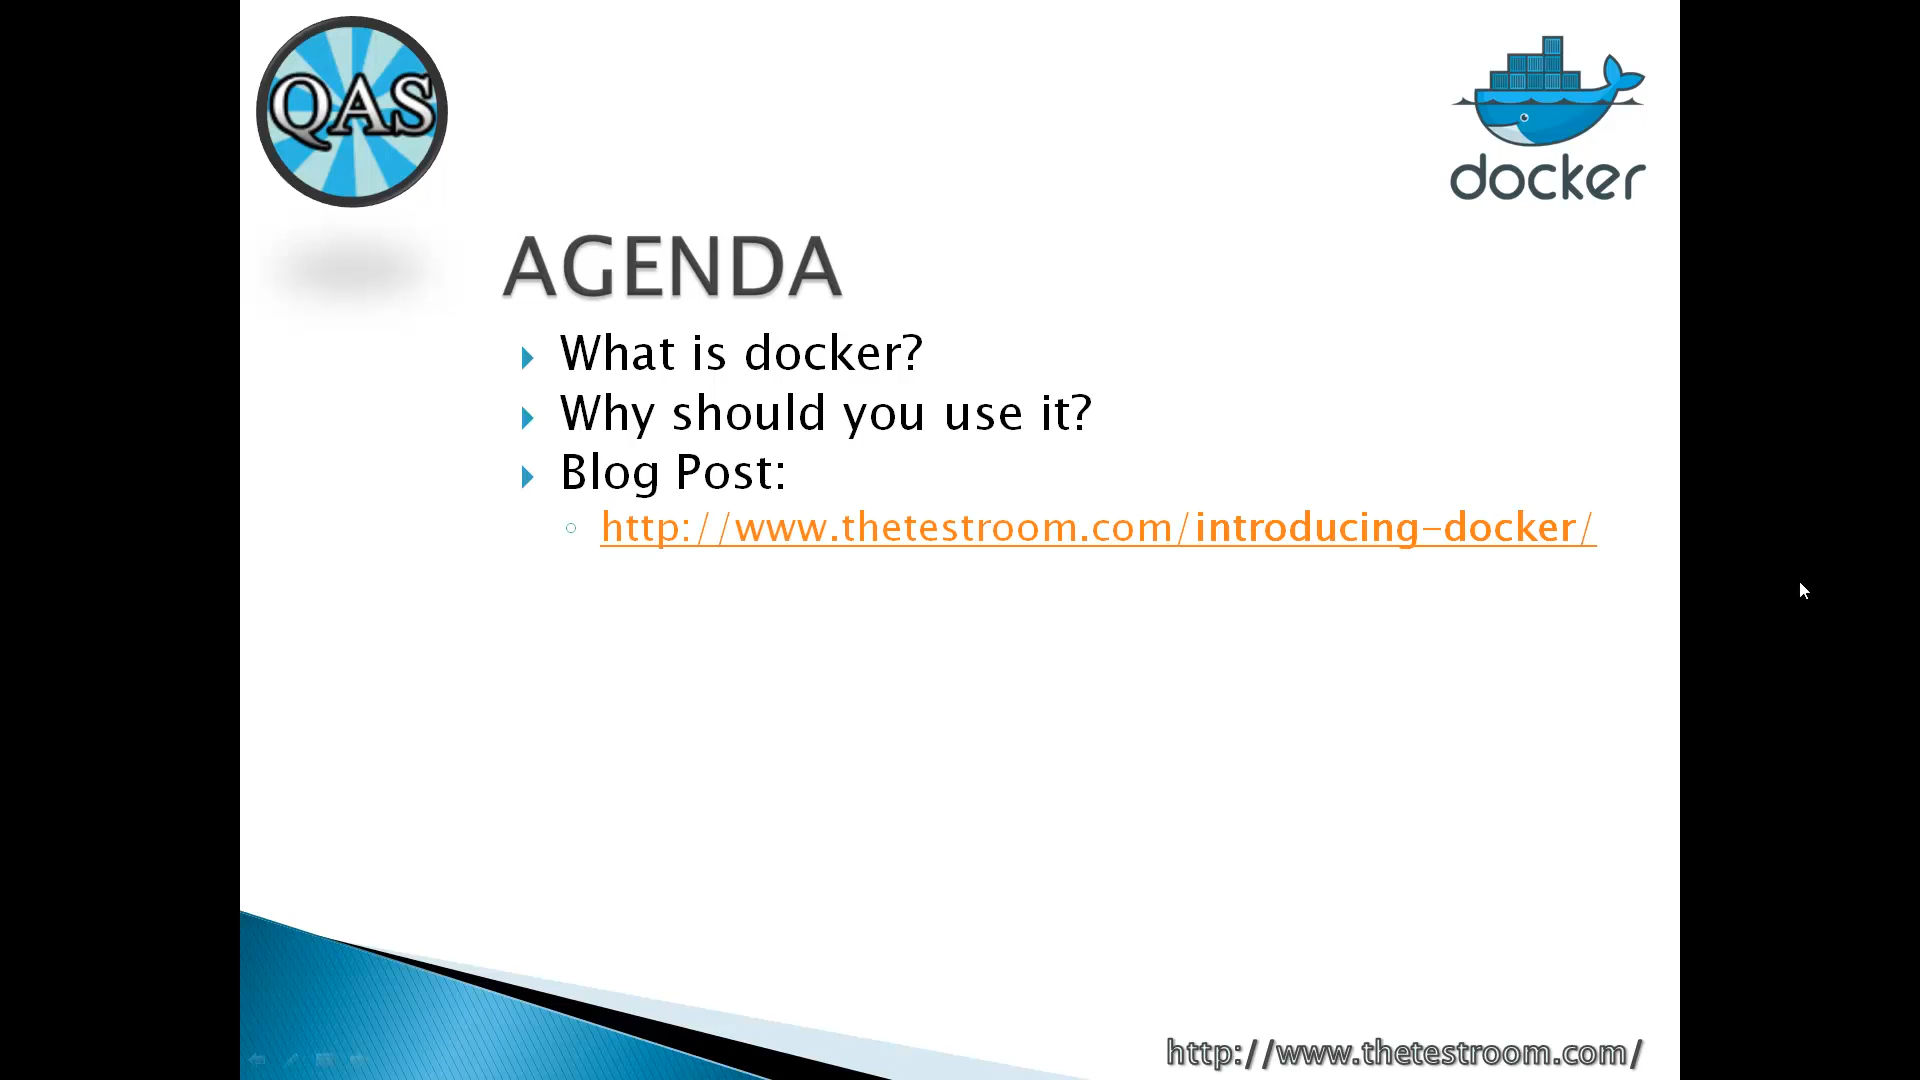 QAS
docker
AGENDA
What is docker?
Why should you use it?
Blog Post:
http://www.thetestroom.com/introducing-docker/
http://www.thetestroom.com/